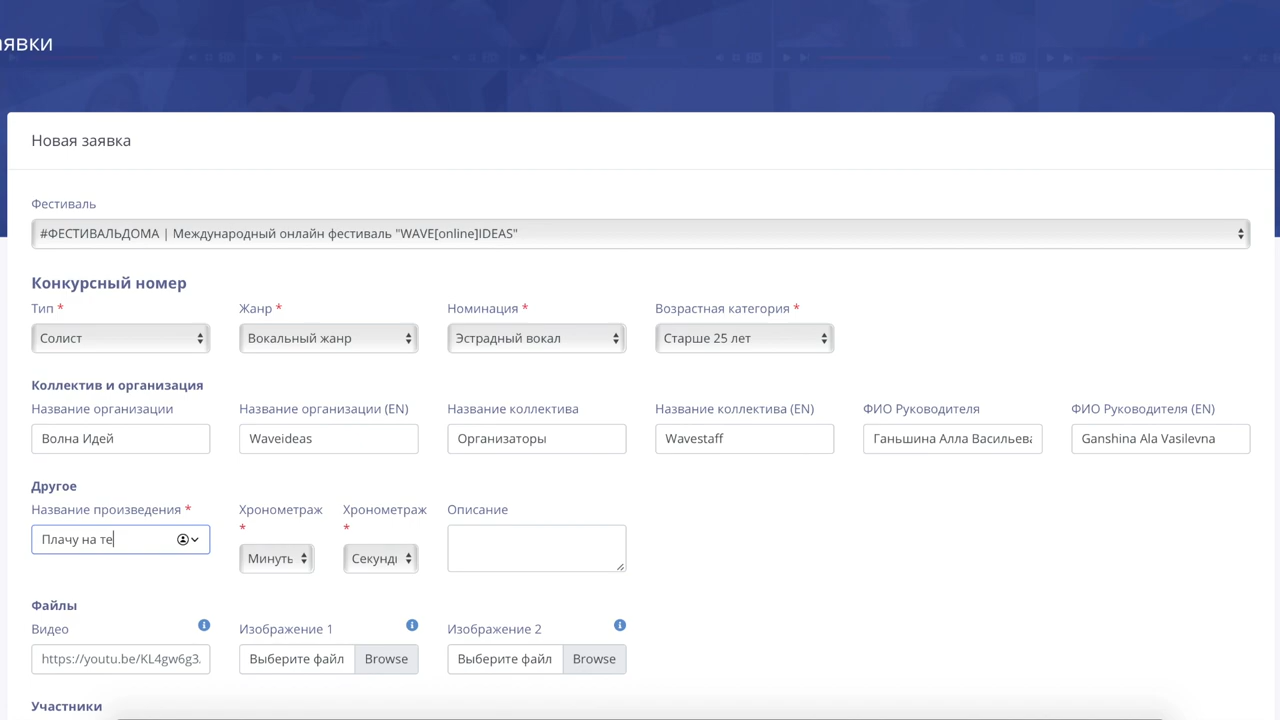 аявки
Новая заявка
Фестиваль
#ФЕСТИВАЛЬДОМА | Международный онлайн фестиваль "WAVE[online]IDEAS"
Конкурсный номер
Тип * Жанр * Номинация * Возрастная категория *
Солист Вокальный жанр Эстрадный вокал Старше 25 лет
Коллектив и организация
Название организации Название организации (EN) Название коллектива Название коллектива (EN) ФИО Руководителя ФИО Руководителя (EN)
Волна Идей Waveideas Организаторы Wavestaff Ганьшина Алла Васильева Ganshina Ala Vasilevna
Другое
Название произведения * Хронометраж * Хронометраж * Описание
Плачу на те Минуть Секунді
Файлы
Видео Изображение 1 Изображение 2
https://youtu.be/KL4gw6g3. Выберите файл Browse Выберите файл Browse
Участники